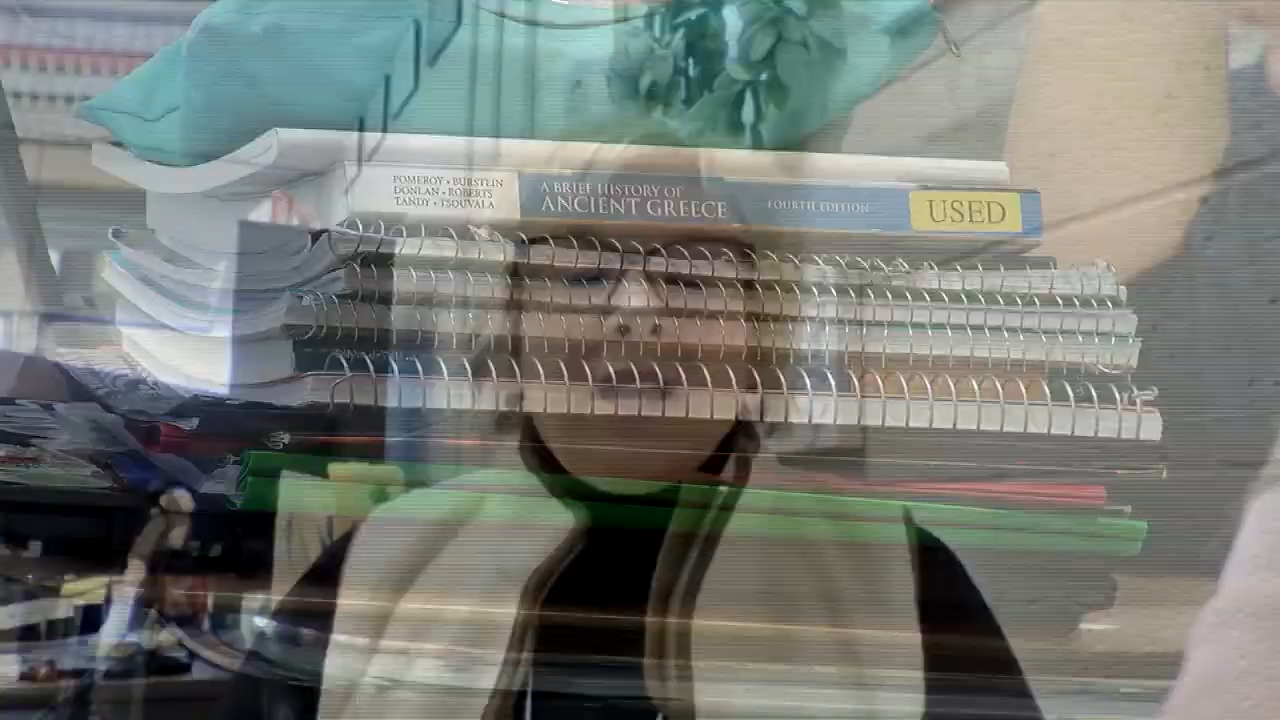 POMEROY • BURSTEIN
DONLAN • ROBERTS
TANDY • TSOUVALA
A BRIEF HISTORY OF
ANCIENT GREECE
FOURTH EDITION
USED